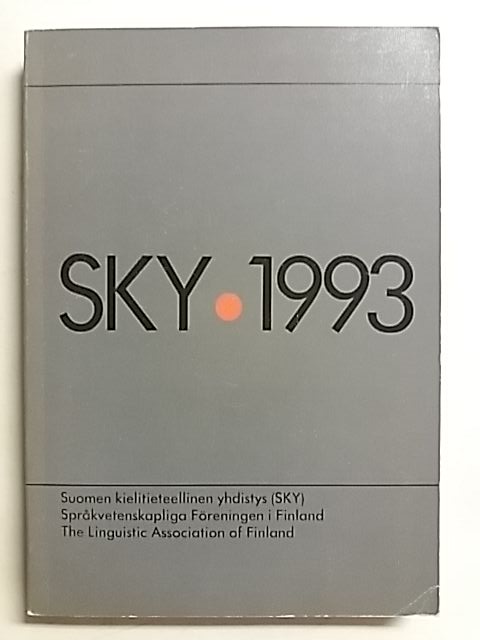 SKY • 1993
Suomen kielitieteellinen yhdistys (SKY)
Språkvetenskapliga Föreningen i Finland
The Linguistic Association of Finland